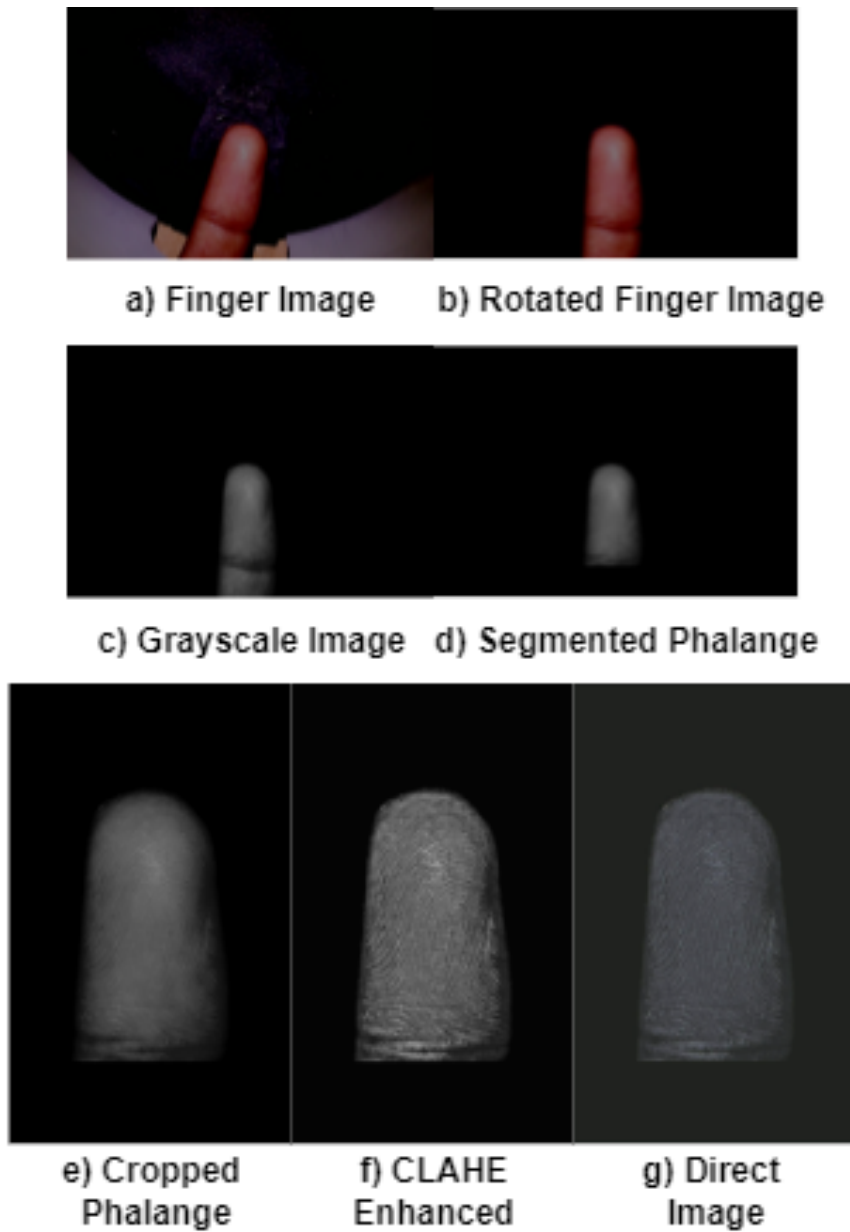 a) Finger Image
b) Rotated Finger Image
c) Grayscale Image
d) Segmented Phalange
e) Cropped
Phalange
f) CLAHE
Enhanced
g) Direct
Image